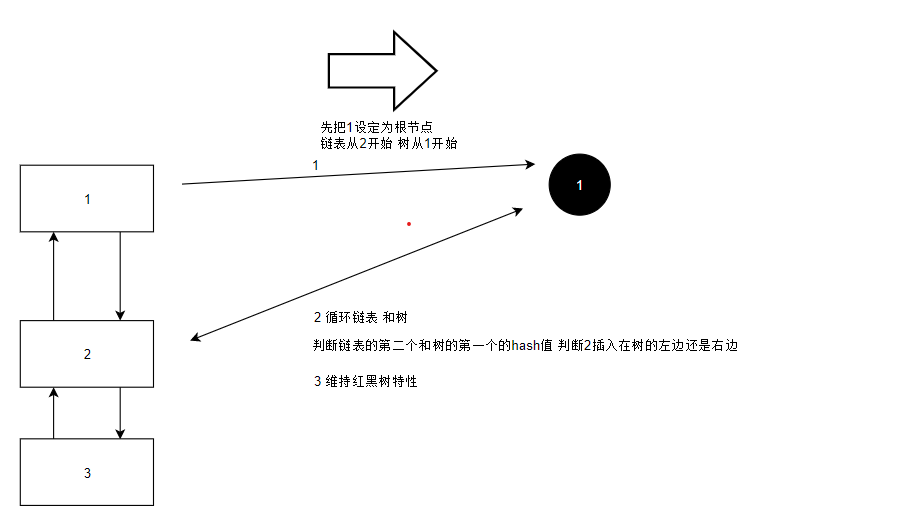 先把1设定为根节点
链表从2开始 树从1开始
1
1
1
2 循环链表 和树
判断链表的第二个和树的第一个的hash值 判断2插入在树的左边还是右边
2
3 维持红黑树特性
3